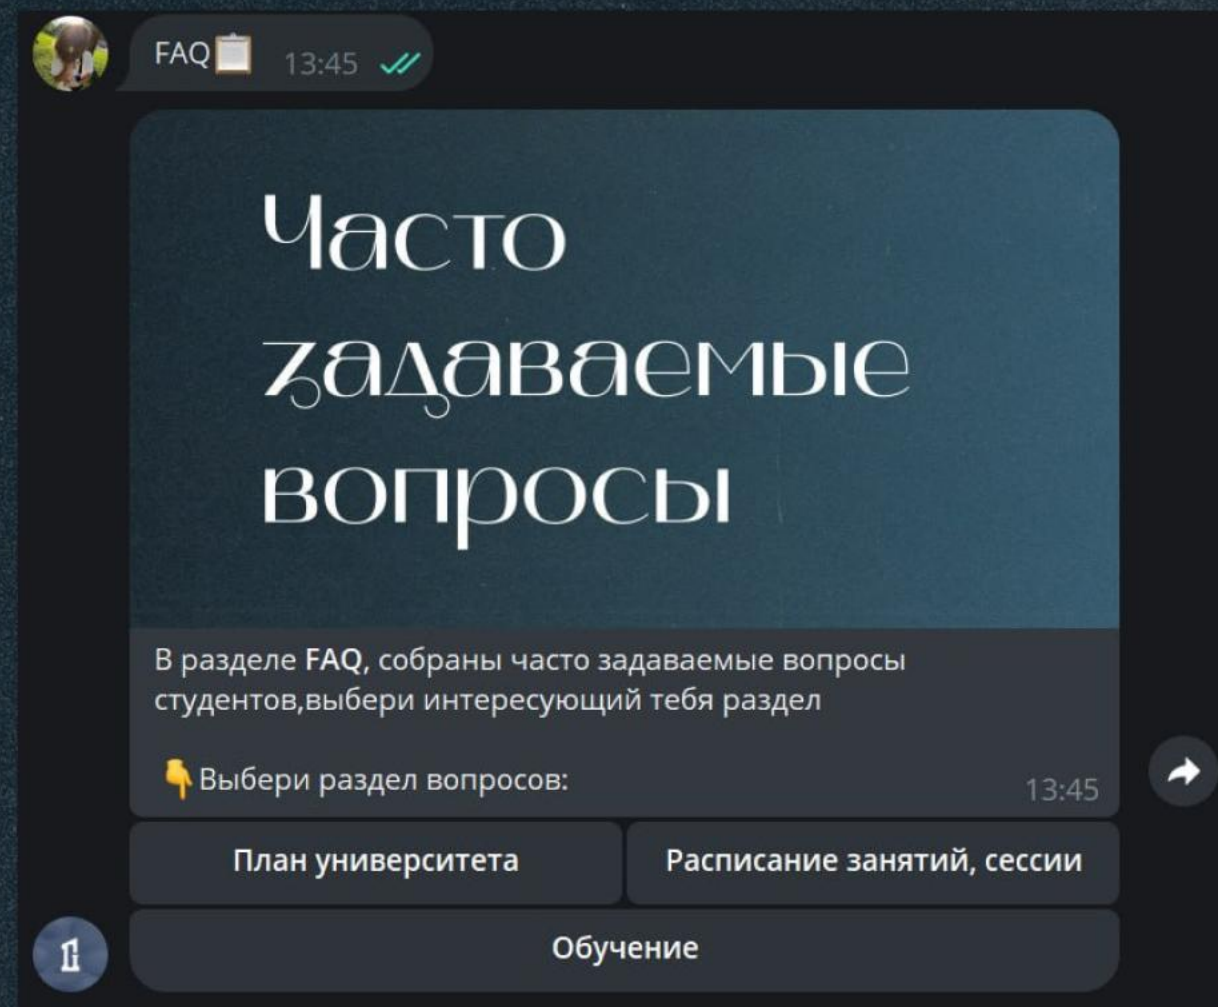 FAQ📋 13:45
Часто
задаваемые
вопросы
В разделе FAQ, собраны часто задаваемые вопросы
студентов,выбери интересующий тебя раздел
👇Выбери раздел вопросов:
13:45
План университета
Расписание занятий, сессии
Обучение